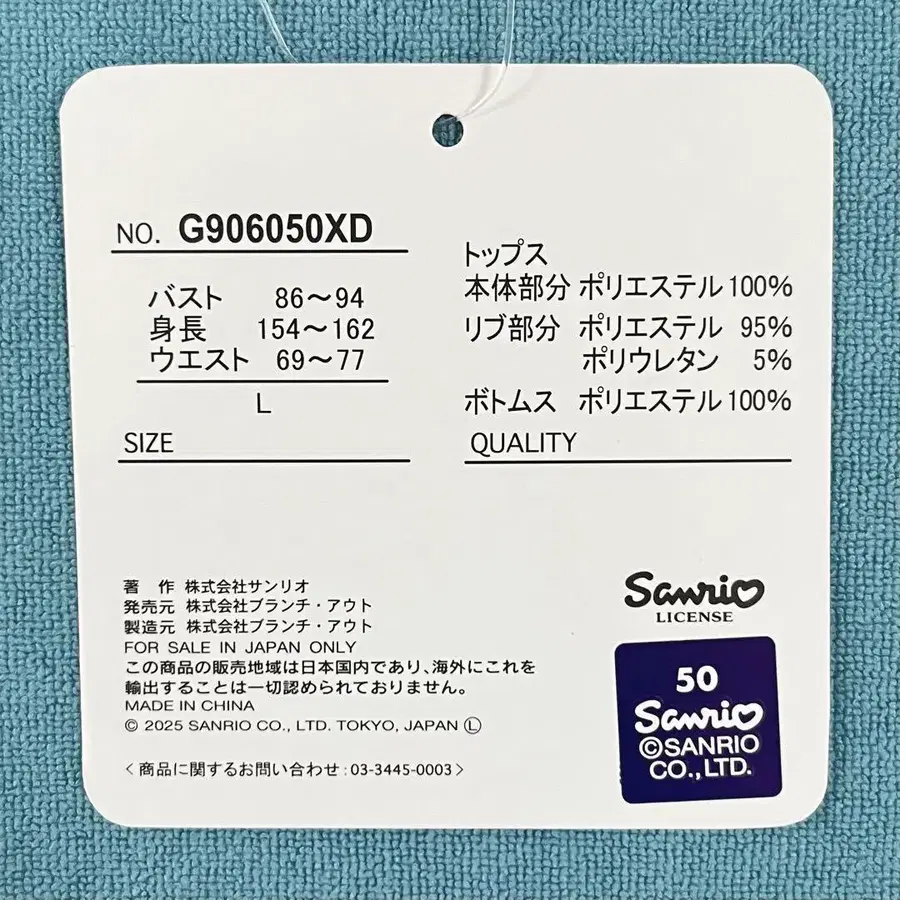 NO. G906050XD
バスト 86～94
身長 154～162
ウエスト 69～77
L
SIZE
トップス
本体部分 ポリエステル 100%
リブ部分 ポリエステル 95%
ポリウレタン 5%
ボトムス ポリエステル 100%
QUALITY
著 作 株式会社サンリオ
発売元 株式会社ブランチ・アウト
製造元 株式会社ブランチ・アウト
FOR SALE IN JAPAN ONLY
この商品の販売地域は日本国内であり、海外にこれを
輸出することは一切認められておりません。
MADE IN CHINA
© 2025 SANRIO CO., LTD. TOKYO, JAPAN Ⓛ
＜商品に関するお問い合わせ：03-3445-0003＞
Sanrio
LICENSE
50
Sanrio
©SANRIO
CO.,LTD.